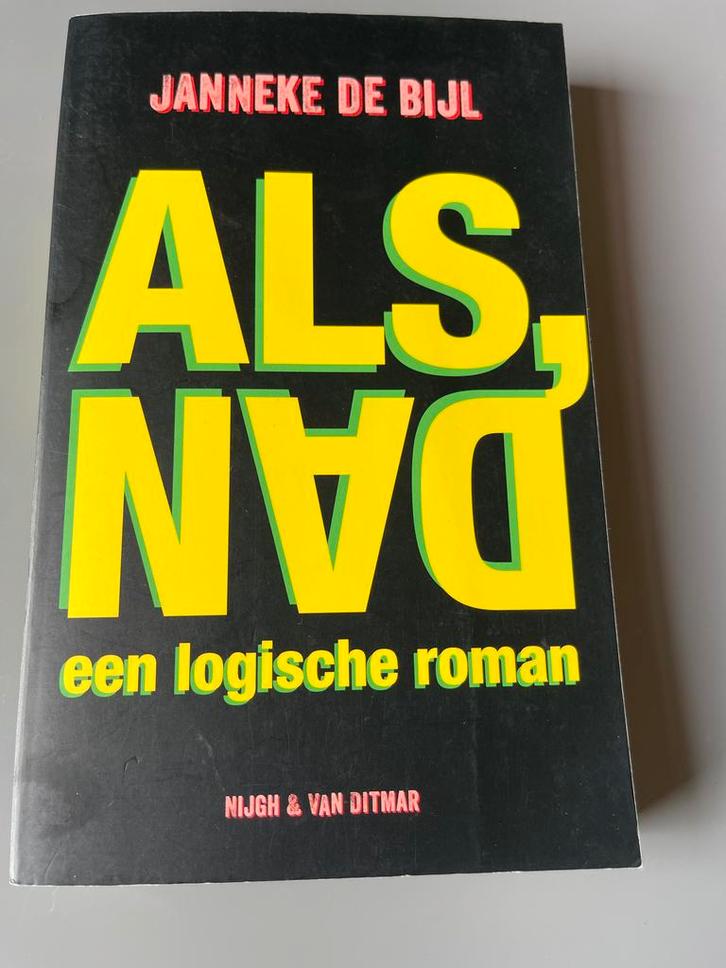 JANNEKE DE BIJL
ALS,
DAN
een logische roman
NIJGH & VAN DITMAR